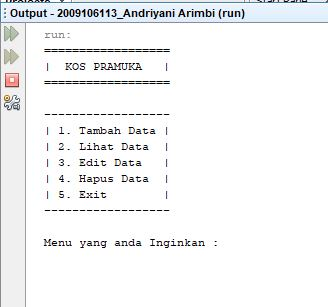 Output - 2009106113_Andriyani Arimbi (run)
run:
==================
|  KOS PRAMUKA   |
==================
------------------
| 1. Tambah Data |
| 2. Lihat Data  |
| 3. Edit Data   |
| 4. Hapus Data  |
| 5. Exit        |
------------------
Menu yang anda Inginkan :